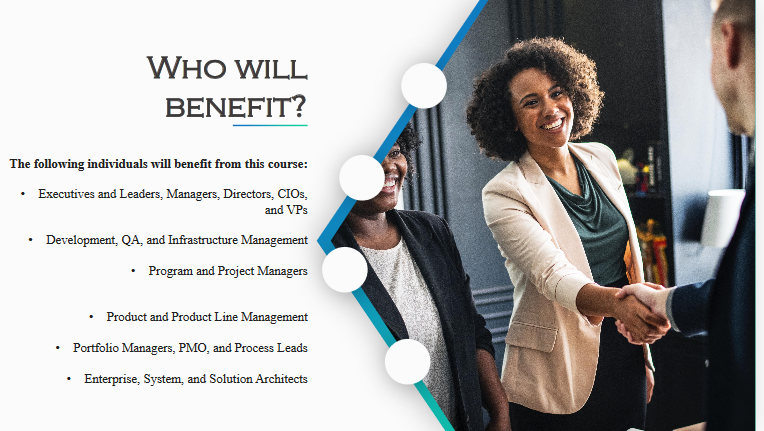 WHO WILL
BENEFIT?
The following individuals will benefit from this course:
• Executives and Leaders, Managers, Directors, CIOs,
and VPs
• Development, QA, and Infrastructure Management
• Program and Project Managers
• Product and Product Line Management
• Portfolio Managers, PMO, and Process Leads
• Enterprise, System, and Solution Architects